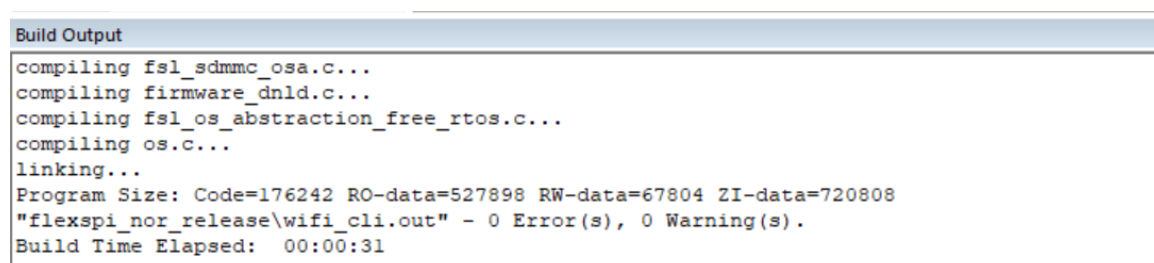 Build Output
compiling fsl_sdmmc_osa.c...
compiling firmware_dnld.c...
compiling fsl_os_abstraction_free_rtos.c...
compiling os.c...
linking...
Program Size: Code=176242 RO-data=527898 RW-data=67804 ZI-data=720808
"flexspi_nor_release\wifi_cli.out" - 0 Error(s), 0 Warning(s).
Build Time Elapsed:  00:00:31